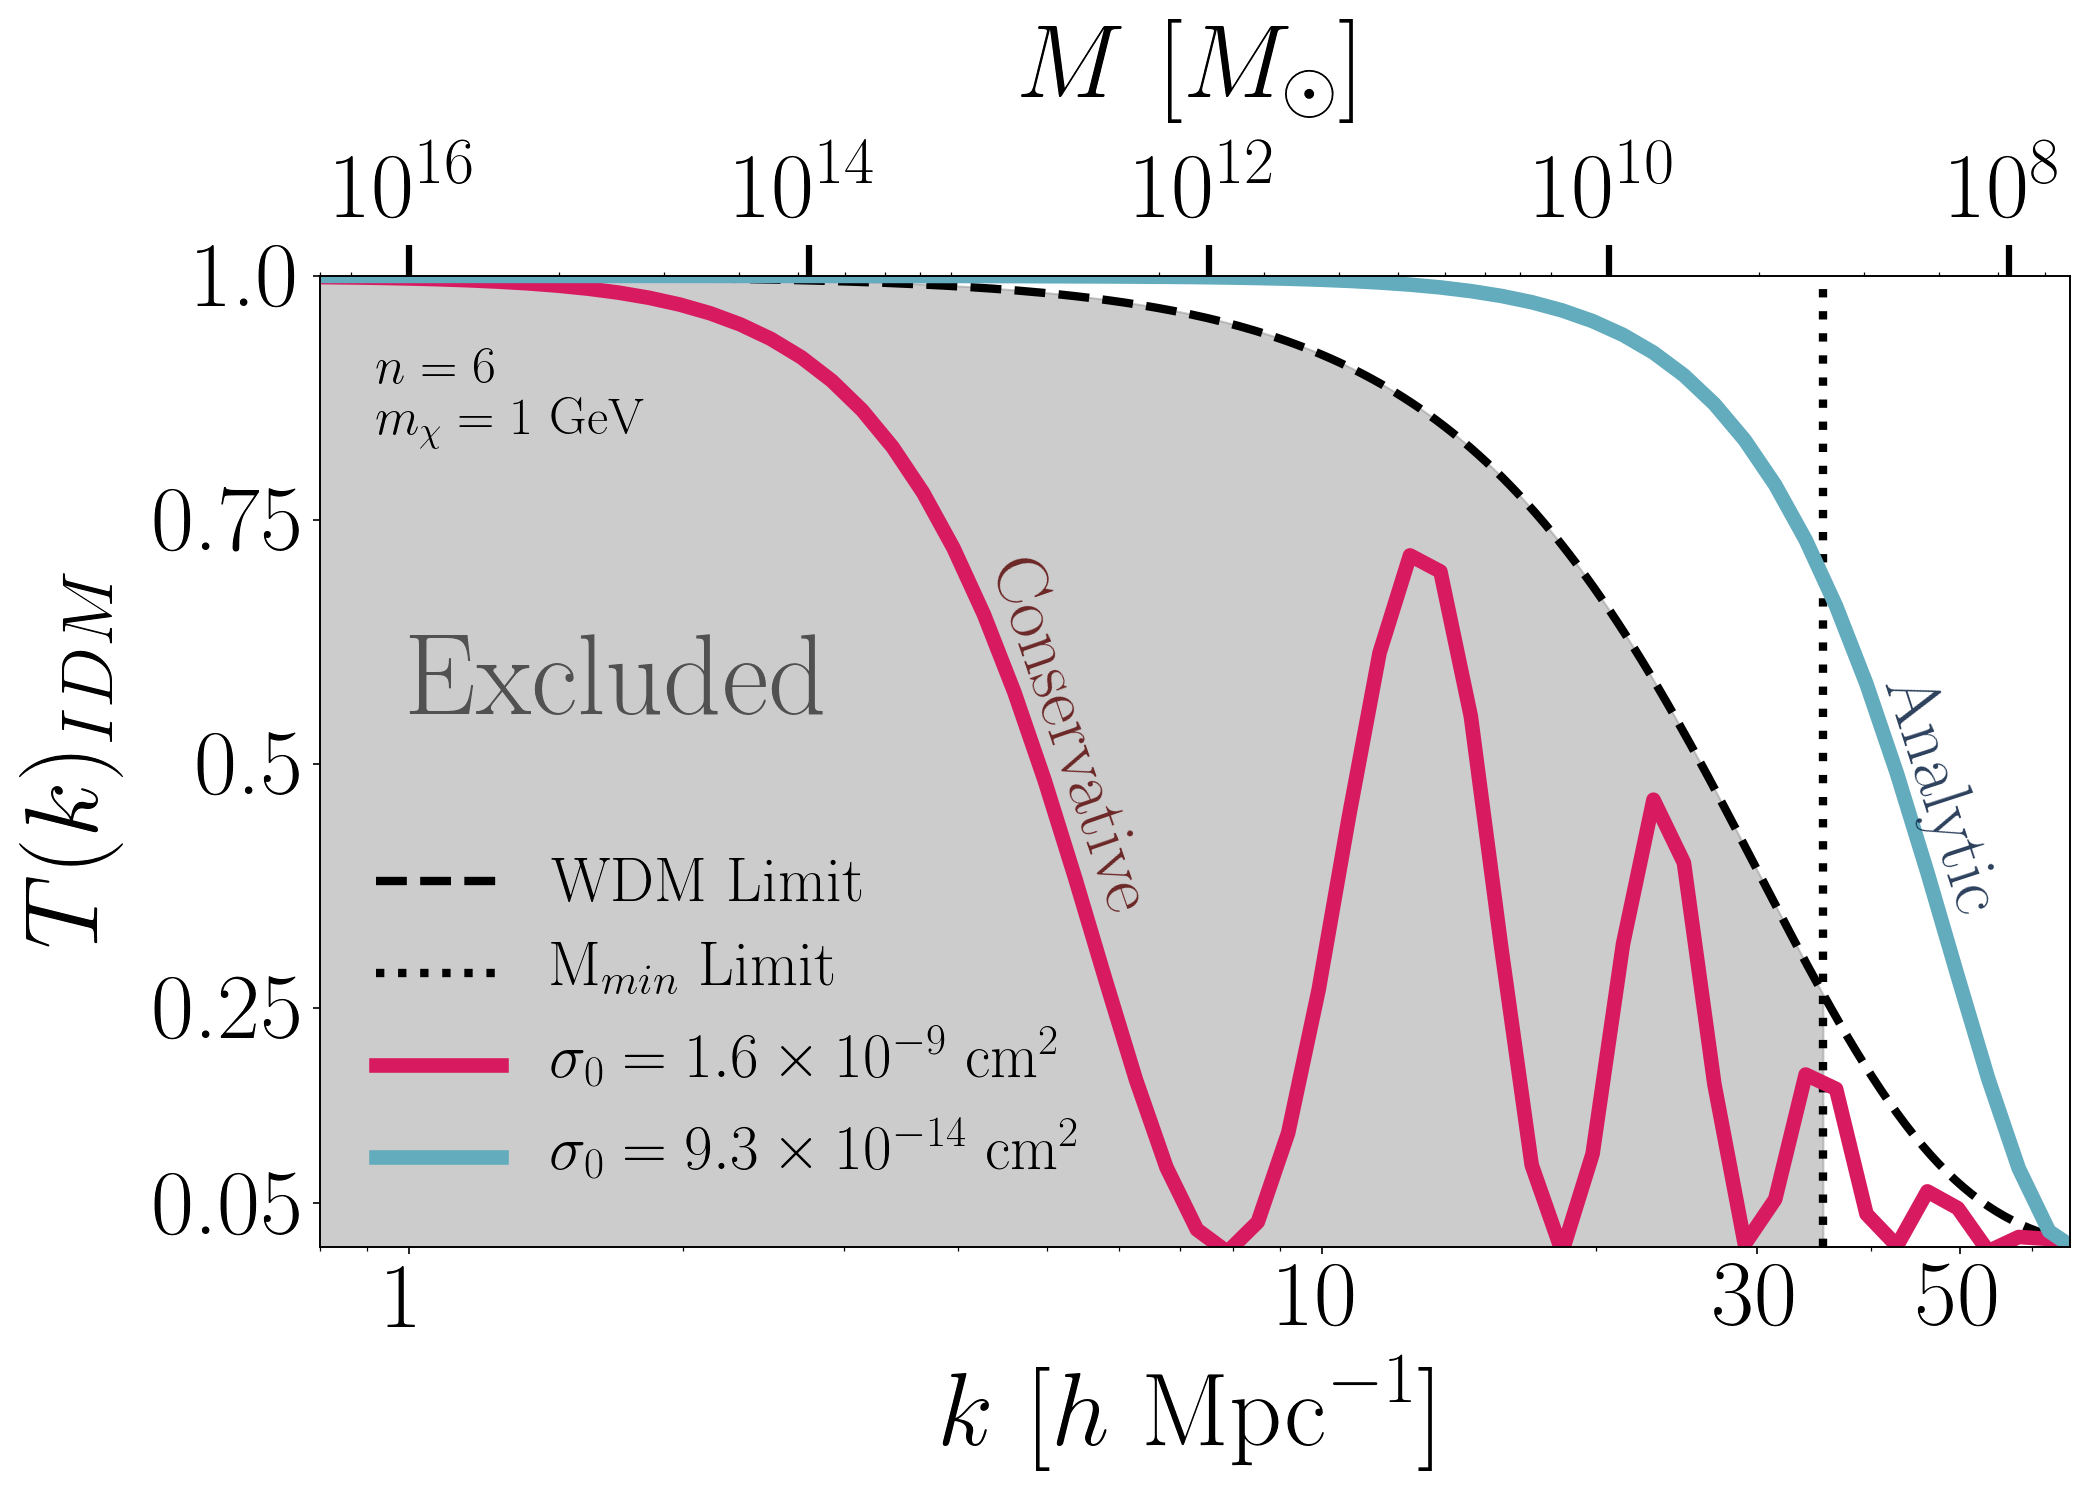 M [M⊙]
10^16 10^14 10^12 10^10 10^8
1.0
0.75
0.5
0.25
0.05
T(k)_IDM
n = 6
m_χ = 1 GeV
Excluded
Conservative
Analytic
WDM Limit
M_min Limit
σ_0 = 1.6 × 10^−9 cm^2
σ_0 = 9.3 × 10^−14 cm^2
1 10 30 50
k [h Mpc^−1]